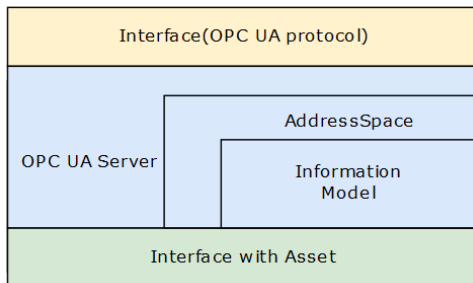 Interface(OPC UA protocol)
AddressSpace
OPC UA Server
Information
Model
Interface with Asset